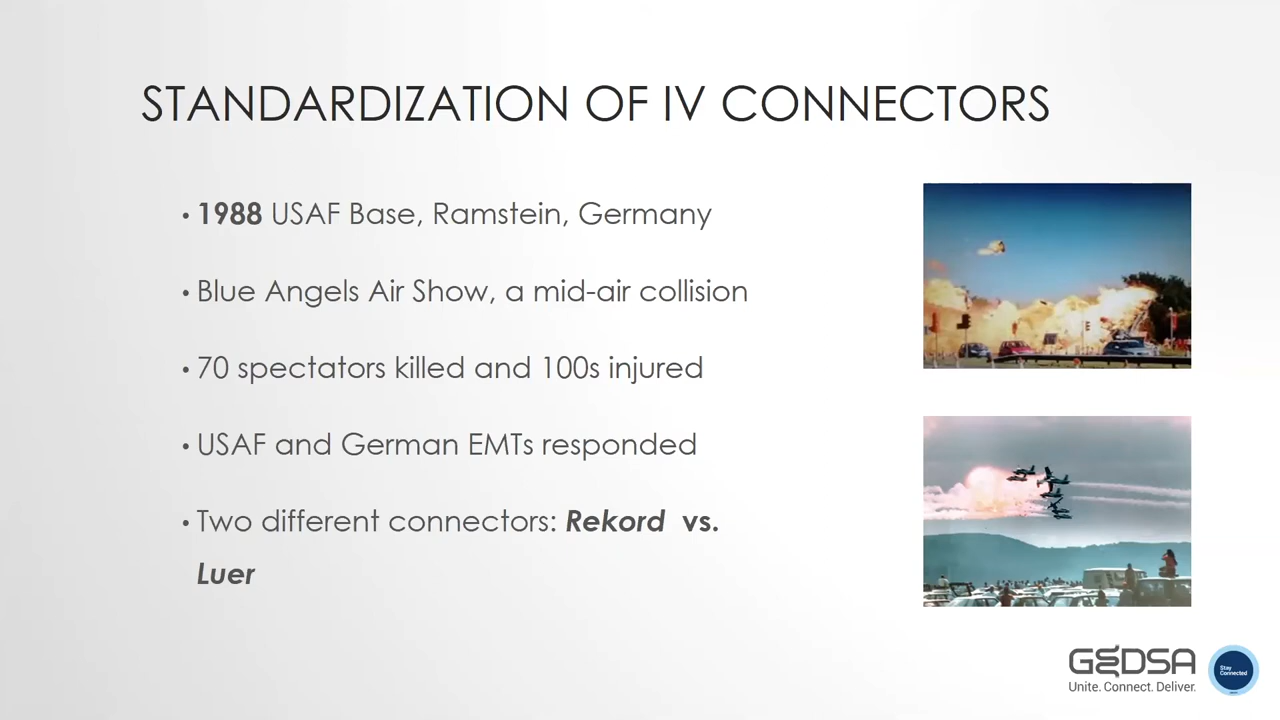 STANDARDIZATION OF IV CONNECTORS
• 1988 USAF Base, Ramstein, Germany
• Blue Angels Air Show, a mid-air collision
• 70 spectators killed and 100s injured
• USAF and German EMTs responded
• Two different connectors: Rekord vs.
Luer
GEDSA
Unite. Connect. Deliver.
Stay
Connected